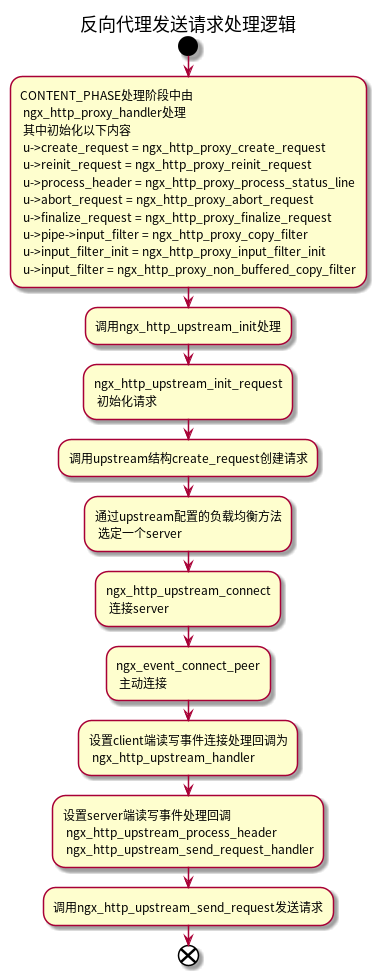 反向代理发送请求处理逻辑
CONTENT_PHASE处理阶段中由
ngx_http_proxy_handler处理
其中初始化以下内容
u->create_request = ngx_http_proxy_create_request
u->reinit_request = ngx_http_proxy_reinit_request
u->process_header = ngx_http_proxy_process_status_line
u->abort_request = ngx_http_proxy_abort_request
u->finalize_request = ngx_http_proxy_finalize_request
u->pipe->input_filter = ngx_http_proxy_copy_filter
u->input_filter_init = ngx_http_proxy_input_filter_init
u->input_filter = ngx_http_proxy_non_buffered_copy_filter
调用ngx_http_upstream_init处理
ngx_http_upstream_init_request
初始化请求
调用upstream结构create_request创建请求
通过upstream配置的负载均衡方法
选定一个server
ngx_http_upstream_connect
连接server
ngx_event_connect_peer
主动连接
设置client端读写事件连接处理回调为
ngx_http_upstream_handler
设置server端读写事件处理回调
ngx_http_upstream_process_header
ngx_http_upstream_send_request_handler
调用ngx_http_upstream_send_request发送请求